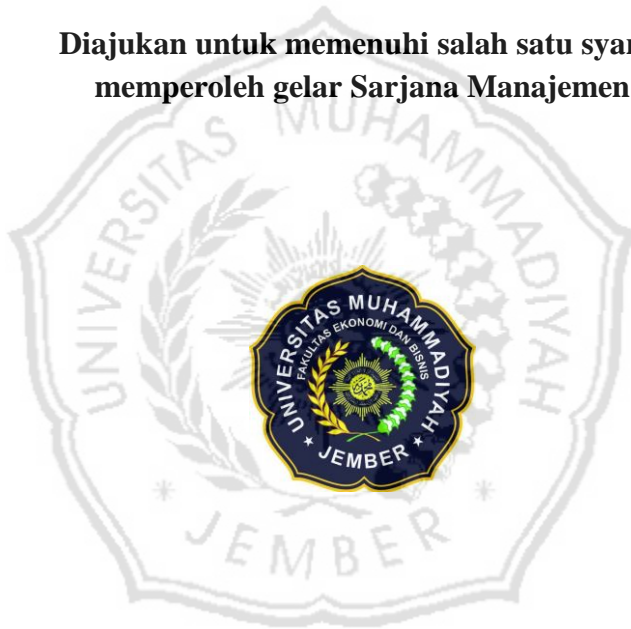 Diajukan untuk memenuhi salah satu syar
memperoleh gelar Sarjana Manajemen
UNIVERSITAS MUHAMMADIYAH
FAKULTAS EKONOMI DAN BISNIS
* JEMBER *
UNIVERSITAS MUHAMMADIYAH
* JEMBER *